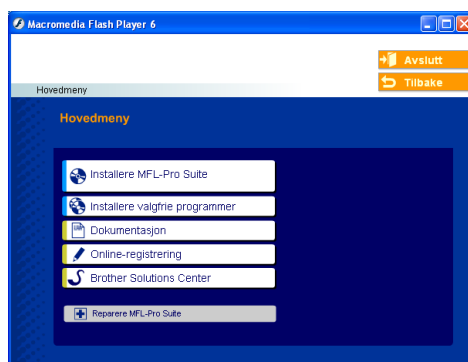 Macromedia Flash Player 6
Avslutt
Tilbake
Hovedmeny
Hovedmeny
Installere MFL-Pro Suite
Installere valgfrie programmer
Dokumentasjon
Online-registrering
Brother Solutions Center
Reparere MFL-Pro Suite